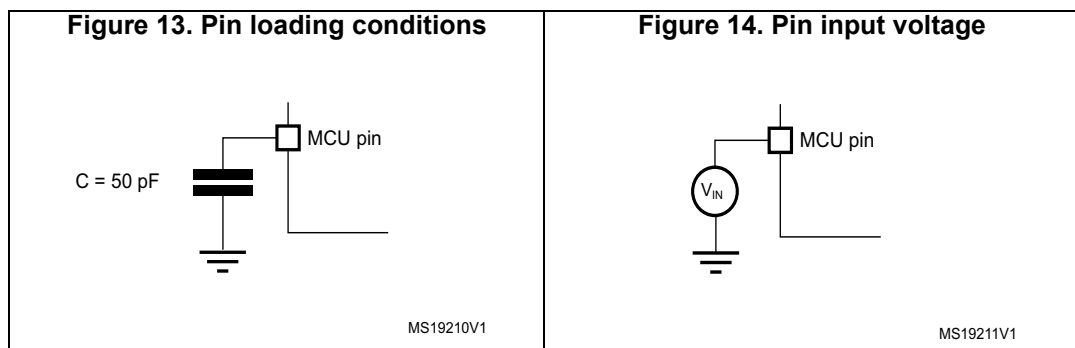 Figure 13. Pin loading conditions
MCU pin
C = 50 pF
MS19210V1
Figure 14. Pin input voltage
MCU pin
VIN
MS19211V1